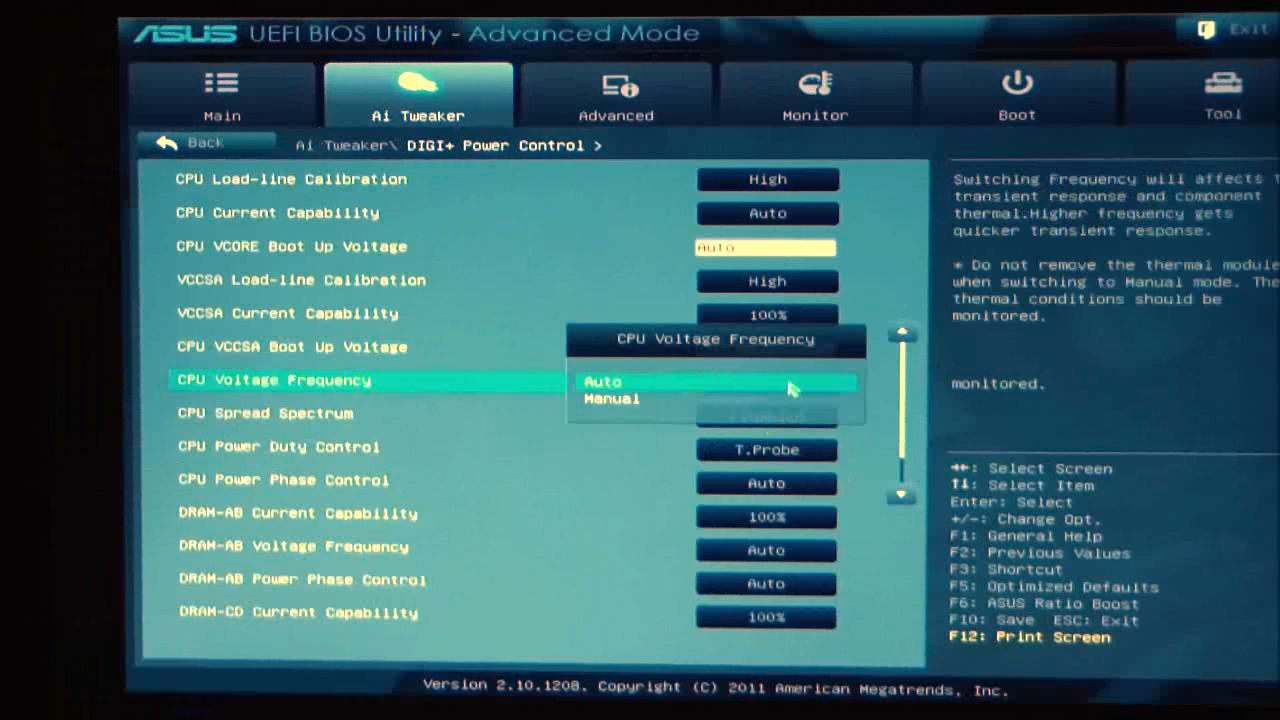 ASUS UEFI BIOS Utility - Advanced Mode
Exit
Main
Ai Tweaker
Advanced
Monitor
Boot
Tool
Back
Ai Tweaker\ DIGI+ Power Control >
CPU Load-line Calibration High
CPU Current Capability Auto
CPU VCORE Boot Up Voltage Auto
VCCSA Load-line Calibration High
VCCSA Current Capability 100%
CPU VCCSA Boot Up Voltage
CPU Voltage Frequency
CPU Spread Spectrum
CPU Power Duty Control T.Probe
CPU Power Phase Control Auto
DRAM-AB Current Capability 100%
DRAM-AB Voltage Frequency Auto
DRAM-AB Power Phase Control Auto
DRAM-CD Current Capability 100%
CPU Voltage Frequency
Auto
Manual
Switching Frequency will affects
transient response and component
thermal.Higher frequency gets
quicker transient response.
* Do not remove the thermal module
when switching to Manual mode. The
thermal conditions should be
monitored.
monitored.
→←: Select Screen
↑↓: Select Item
Enter: Select
+/-: Change Opt.
F1: General Help
F2: Previous Values
F3: Shortcut
F5: Optimized Defaults
F6: ASUS Ratio Boost
F10: Save ESC: Exit
F12: Print Screen
Version 2.10.1208. Copyright (C) 2011 American Megatrends, Inc.